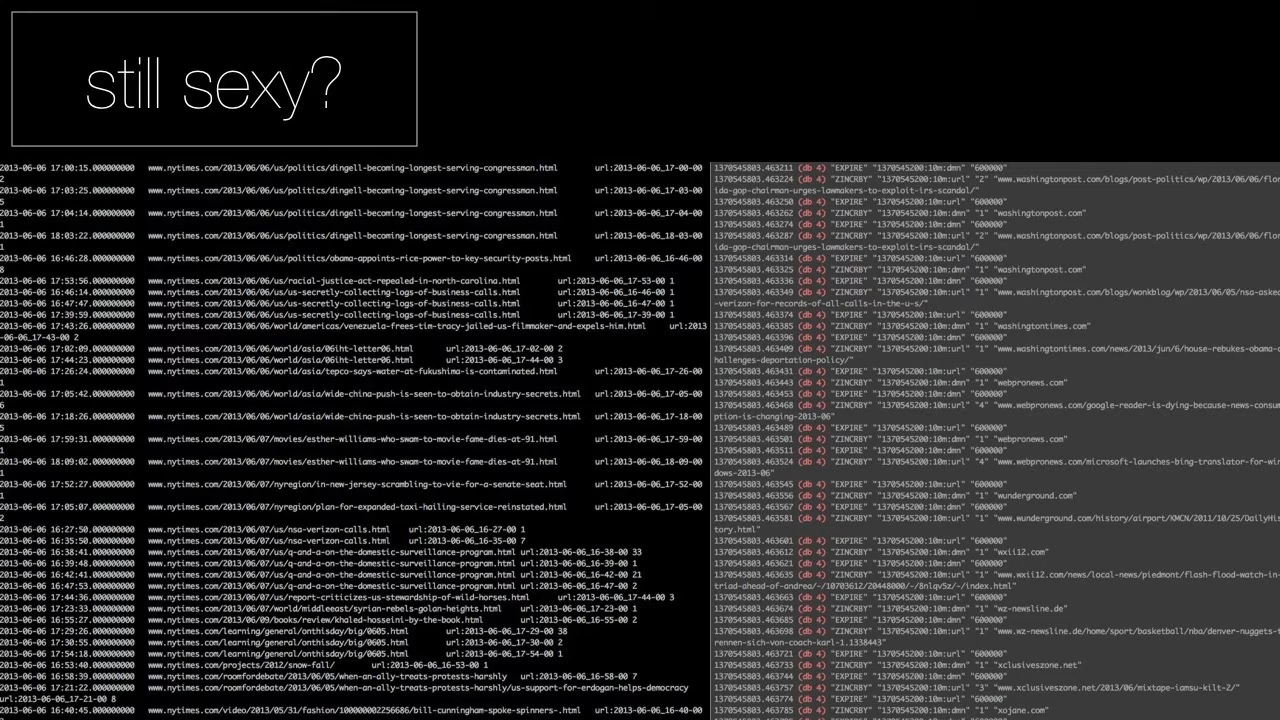 still sexy?
2013-06-06 17:00:15.000000000 www.nytimes.com/2013/06/06/us/politics/dingell-becoming-longest-serving-congressman.html url:2013-06-06_17-00-00
2
2013-06-06 17:03:25.000000000 www.nytimes.com/2013/06/06/us/politics/dingell-becoming-longest-serving-congressman.html url:2013-06-06_17-03-00
5
2013-06-06 17:04:14.000000000 www.nytimes.com/2013/06/06/us/politics/dingell-becoming-longest-serving-congressman.html url:2013-06-06_17-04-00
1
2013-06-06 18:03:22.000000000 www.nytimes.com/2013/06/06/us/politics/dingell-becoming-longest-serving-congressman.html url:2013-06-06_18-03-00
1
2013-06-06 16:46:28.000000000 www.nytimes.com/2013/06/06/us/politics/obama-appoints-rice-power-to-key-security-posts.html url:2013-06-06_16-46-00
8
2013-06-06 17:53:56.000000000 www.nytimes.com/2013/06/06/us/racial-justice-act-repealed-in-north-carolina.html url:2013-06-06_17-53-00 1
2013-06-06 16:46:14.000000000 www.nytimes.com/2013/06/06/us/us-secretly-collecting-logs-of-business-calls.html url:2013-06-06_16-46-00 1
2013-06-06 16:47:47.000000000 www.nytimes.com/2013/06/06/us/us-secretly-collecting-logs-of-business-calls.html url:2013-06-06_16-47-00 1
2013-06-06 17:39:59.000000000 www.nytimes.com/2013/06/06/us/us-secretly-collecting-logs-of-business-calls.html url:2013-06-06_17-39-00 1
2013-06-06 17:43:26.000000000 www.nytimes.com/2013/06/06/world/americas/venezuela-frees-tim-tracy-jailed-us-filmmaker-and-expels-him.html url:2013
-06-06_17-43-00 2
2013-06-06 17:02:09.000000000 www.nytimes.com/2013/06/06/world/asia/06iht-letter06.html url:2013-06-06_17-02-00 2
2013-06-06 17:44:23.000000000 www.nytimes.com/2013/06/06/world/asia/06iht-letter06.html url:2013-06-06_17-44-00 3
2013-06-06 17:26:24.000000000 www.nytimes.com/2013/06/06/world/asia/tepco-says-water-at-fukushima-is-contaminated.html url:2013-06-06_17-26-00
1
2013-06-06 17:05:42.000000000 www.nytimes.com/2013/06/06/world/asia/wide-china-push-is-seen-to-obtain-industry-secrets.html url:2013-06-06_17-05-00
6
2013-06-06 17:18:26.000000000 www.nytimes.com/2013/06/06/world/asia/wide-china-push-is-seen-to-obtain-industry-secrets.html url:2013-06-06_17-18-00
5
2013-06-06 17:59:31.000000000 www.nytimes.com/2013/06/07/movies/esther-williams-who-swam-to-movie-fame-dies-at-91.html url:2013-06-06_17-59-00
1
2013-06-06 18:09:02.000000000 www.nytimes.com/2013/06/07/movies/esther-williams-who-swam-to-movie-fame-dies-at-91.html url:2013-06-06_18-09-00
1
2013-06-06 17:52:27.000000000 www.nytimes.com/2013/06/07/nyregion/in-new-jersey-scrambling-to-vie-for-a-senate-seat.html url:2013-06-06_17-52-00
1
2013-06-06 17:05:07.000000000 www.nytimes.com/2013/06/07/nyregion/plan-for-expanded-taxi-hailing-service-reinstated.html url:2013-06-06_17-05-00
2
2013-06-06 16:27:50.000000000 www.nytimes.com/2013/06/07/us/nsa-verizon-calls.html url:2013-06-06_16-27-00 1
2013-06-06 16:35:50.000000000 www.nytimes.com/2013/06/07/us/nsa-verizon-calls.html url:2013-06-06_16-35-00 7
2013-06-06 16:38:41.000000000 www.nytimes.com/2013/06/07/us/q-and-a-on-the-domestic-surveillance-program.html url:2013-06-06_16-38-00 33
2013-06-06 16:39:48.000000000 www.nytimes.com/2013/06/07/us/q-and-a-on-the-domestic-surveillance-program.html url:2013-06-06_16-39-00 1
2013-06-06 16:42:41.000000000 www.nytimes.com/2013/06/07/us/q-and-a-on-the-domestic-surveillance-program.html url:2013-06-06_16-42-00 21
2013-06-06 16:47:53.000000000 www.nytimes.com/2013/06/07/us/q-and-a-on-the-domestic-surveillance-program.html url:2013-06-06_16-47-00 2
2013-06-06 17:44:36.000000000 www.nytimes.com/2013/06/07/us/report-criticizes-us-stewardship-of-wild-horses.html url:2013-06-06_17-44-00 3
2013-06-06 17:23:33.000000000 www.nytimes.com/2013/06/07/world/middleeast/syrian-rebels-golan-heights.html url:2013-06-06_17-23-00 1
2013-06-06 16:55:27.000000000 www.nytimes.com/2013/06/09/books/review/khaled-hosseini-by-the-book.html url:2013-06-06_16-55-00 2
2013-06-06 17:29:26.000000000 www.nytimes.com/learning/general/onthisday/big/0605.html url:2013-06-06_17-29-00 38
2013-06-06 17:30:55.000000000 www.nytimes.com/learning/general/onthisday/big/0605.html url:2013-06-06_17-30-00 2
2013-06-06 17:54:18.000000000 www.nytimes.com/learning/general/onthisday/big/0605.html url:2013-06-06_17-54-00 1
2013-06-06 16:53:40.000000000 www.nytimes.com/projects/2012/snow-fall/ url:2013-06-06_16-53-00 1
2013-06-06 16:58:39.000000000 www.nytimes.com/roomfordebate/2013/06/05/when-an-ally-treats-protests-harshly url:2013-06-06_16-58-00 7
2013-06-06 17:21:22.000000000 www.nytimes.com/roomfordebate/2013/06/05/when-an-ally-treats-protests-harshly/us-support-for-erdogan-helps-democracy
url:2013-06-06_17-21-00 8
2013-06-06 16:40:45.000000000 www.nytimes.com/video/2013/05/31/fashion/100000002256686/bill-cunningham-spoke-spinners-.html url:2013-06-06_16-40-00
1370545803.463211 (db 4) "EXPIRE" "1370545200:10m:dmn" "600000"
1370545803.463224 (db 4) "ZINCRBY" "1370545200:10m:url" "2" "www.washingtonpost.com/blogs/post-politics/wp/2013/06/06/flor
ida-gop-chairman-urges-lawmakers-to-exploit-irs-scandal/"
1370545803.463250 (db 4) "EXPIRE" "1370545200:10m:url" "600000"
1370545803.463262 (db 4) "ZINCRBY" "1370545200:10m:dmn" "1" "washingtonpost.com"
1370545803.463274 (db 4) "EXPIRE" "1370545200:10m:dmn" "600000"
1370545803.463287 (db 4) "ZINCRBY" "1370545200:10m:url" "2" "www.washingtonpost.com/blogs/post-politics/wp/2013/06/06/flor
ida-gop-chairman-urges-lawmakers-to-exploit-irs-scandal/"
1370545803.463314 (db 4) "EXPIRE" "1370545200:10m:url" "600000"
1370545803.463325 (db 4) "ZINCRBY" "1370545200:10m:dmn" "1" "washingtonpost.com"
1370545803.463336 (db 4) "EXPIRE" "1370545200:10m:dmn" "600000"
1370545803.463349 (db 4) "ZINCRBY" "1370545200:10m:url" "1" "www.washingtonpost.com/blogs/wonkblog/wp/2013/06/05/nsa-asked
-verizon-for-records-of-all-calls-in-the-u-s/"
1370545803.463374 (db 4) "EXPIRE" "1370545200:10m:url" "600000"
1370545803.463385 (db 4) "ZINCRBY" "1370545200:10m:dmn" "1" "washingtontimes.com"
1370545803.463396 (db 4) "EXPIRE" "1370545200:10m:dmn" "600000"
1370545803.463409 (db 4) "ZINCRBY" "1370545200:10m:url" "1" "www.washingtontimes.com/news/2013/jun/6/house-rebukes-obama-c
hallenges-deportation-policy/"
1370545803.463431 (db 4) "EXPIRE" "1370545200:10m:url" "600000"
1370545803.463443 (db 4) "ZINCRBY" "1370545200:10m:dmn" "1" "webpronews.com"
1370545803.463453 (db 4) "EXPIRE" "1370545200:10m:dmn" "600000"
1370545803.463468 (db 4) "ZINCRBY" "1370545200:10m:url" "4" "www.webpronews.com/google-reader-is-dying-because-news-consu
ption-is-changing-2013-06"
1370545803.463489 (db 4) "EXPIRE" "1370545200:10m:url" "600000"
1370545803.463501 (db 4) "ZINCRBY" "1370545200:10m:dmn" "1" "webpronews.com"
1370545803.463511 (db 4) "EXPIRE" "1370545200:10m:dmn" "600000"
1370545803.463524 (db 4) "ZINCRBY" "1370545200:10m:url" "4" "www.webpronews.com/microsoft-launches-bing-translator-for-win
dows-2013-06"
1370545803.463545 (db 4) "EXPIRE" "1370545200:10m:url" "600000"
1370545803.463556 (db 4) "ZINCRBY" "1370545200:10m:dmn" "1" "wunderground.com"
1370545803.463567 (db 4) "EXPIRE" "1370545200:10m:dmn" "600000"
1370545803.463581 (db 4) "ZINCRBY" "1370545200:10m:url" "1" "www.wunderground.com/history/airport/KMCN/2011/10/25/DailyHis
tory.html"
1370545803.463601 (db 4) "EXPIRE" "1370545200:10m:url" "600000"
1370545803.463612 (db 4) "ZINCRBY" "1370545200:10m:dmn" "1" "wxii12.com"
1370545803.463621 (db 4) "EXPIRE" "1370545200:10m:dmn" "600000"
1370545803.463635 (db 4) "ZINCRBY" "1370545200:10m:url" "1" "www.wxii12.com/news/local-news/piedmont/flash-flood-watch-in-
triad-ahead-of-andrea/-/10703612/20448000/-/8nlqv5z/-/index.html"
1370545803.463663 (db 4) "EXPIRE" "1370545200:10m:url" "600000"
1370545803.463674 (db 4) "ZINCRBY" "1370545200:10m:dmn" "1" "wz-newsline.de"
1370545803.463685 (db 4) "EXPIRE" "1370545200:10m:dmn" "600000"
1370545803.463698 (db 4) "ZINCRBY" "1370545200:10m:url" "1" "www.wz-newsline.de/home/sport/basketball/nba/denver-nuggets-t
rennen-sich-von-coach-karl-1.1338443"
1370545803.463721 (db 4) "EXPIRE" "1370545200:10m:url" "600000"
1370545803.463733 (db 4) "ZINCRBY" "1370545200:10m:dmn" "1" "xclusiveszone.net"
1370545803.463744 (db 4) "EXPIRE" "1370545200:10m:dmn" "600000"
1370545803.463757 (db 4) "ZINCRBY" "1370545200:10m:url" "3" "www.xclusiveszone.net/2013/06/mixtape-iamsu-kilt-2/"
1370545803.463774 (db 4) "EXPIRE" "1370545200:10m:url" "600000"
1370545803.463785 (db 4) "ZINCRBY" "1370545200:10m:dmn" "1" "xojane.com"